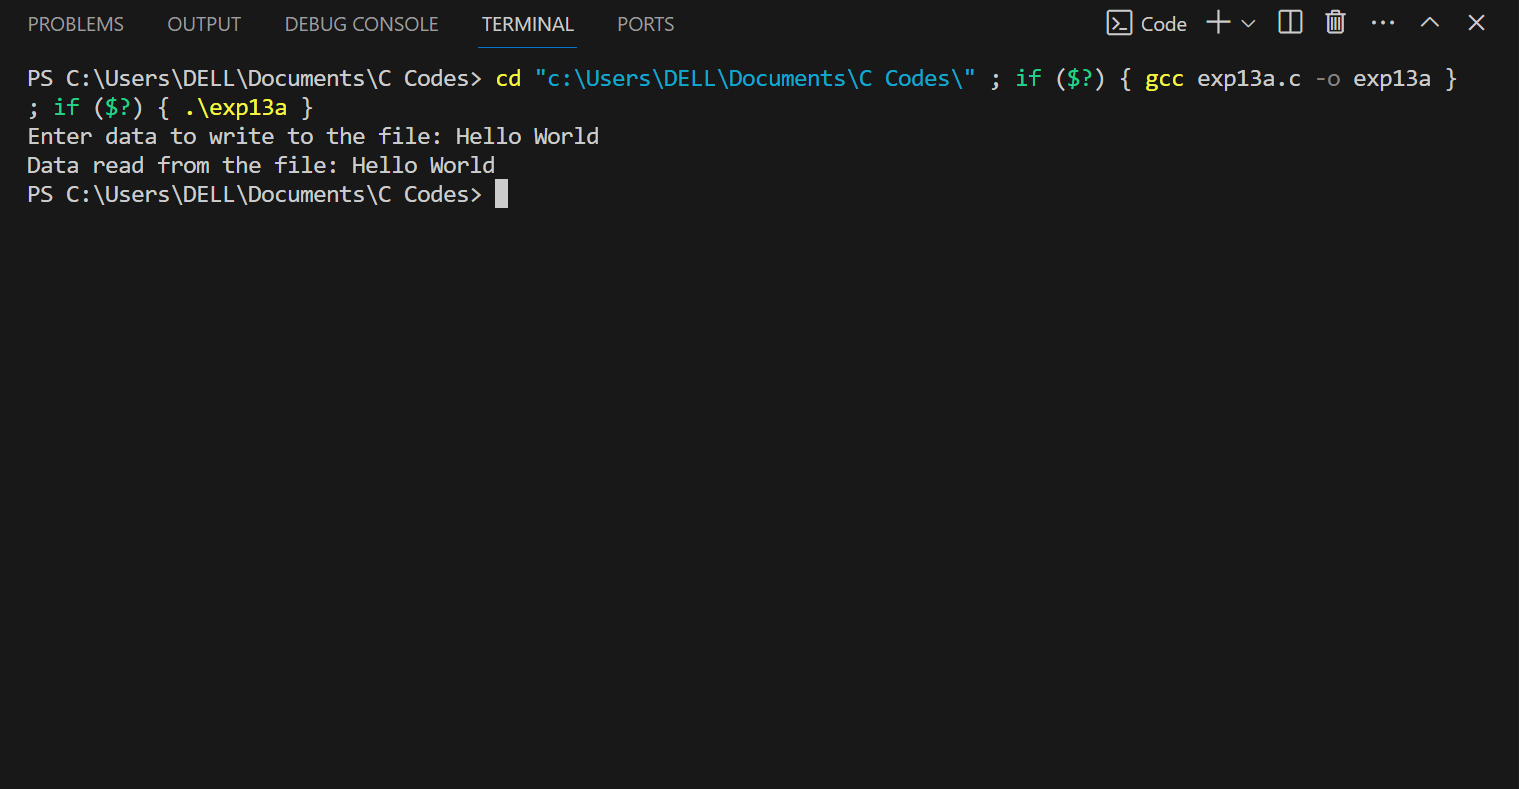 PROBLEMS OUTPUT DEBUG CONSOLE TERMINAL PORTS Code
PS C:\Users\DELL\Documents\C Codes> cd "c:\Users\DELL\Documents\C Codes\" ; if ($?) { gcc exp13a.c -o exp13a }
; if ($?) { .\exp13a }
Enter data to write to the file: Hello World
Data read from the file: Hello World
PS C:\Users\DELL\Documents\C Codes>